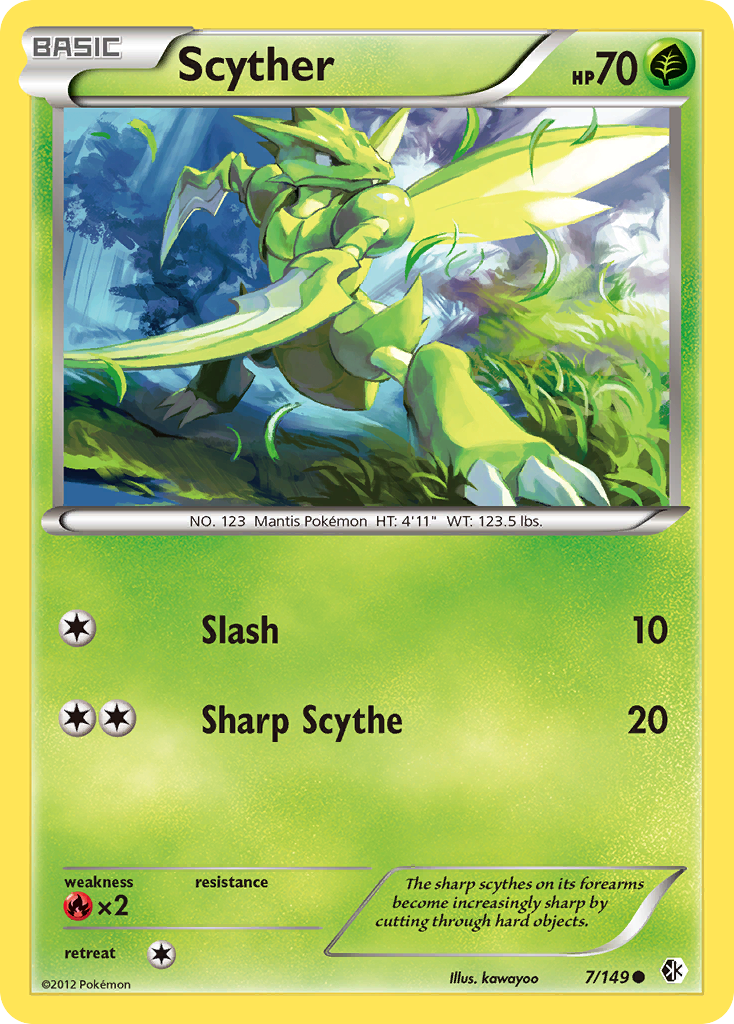 BASIC Scyther HP 70
NO. 123 Mantis Pokémon HT: 4'11" WT: 123.5 lbs.
Slash 10
Sharp Scythe 20
weakness resistance
×2
retreat
The sharp scythes on its forearms
become increasingly sharp by
cutting through hard objects.
©2012 Pokémon Illus. kawayoo 7/149